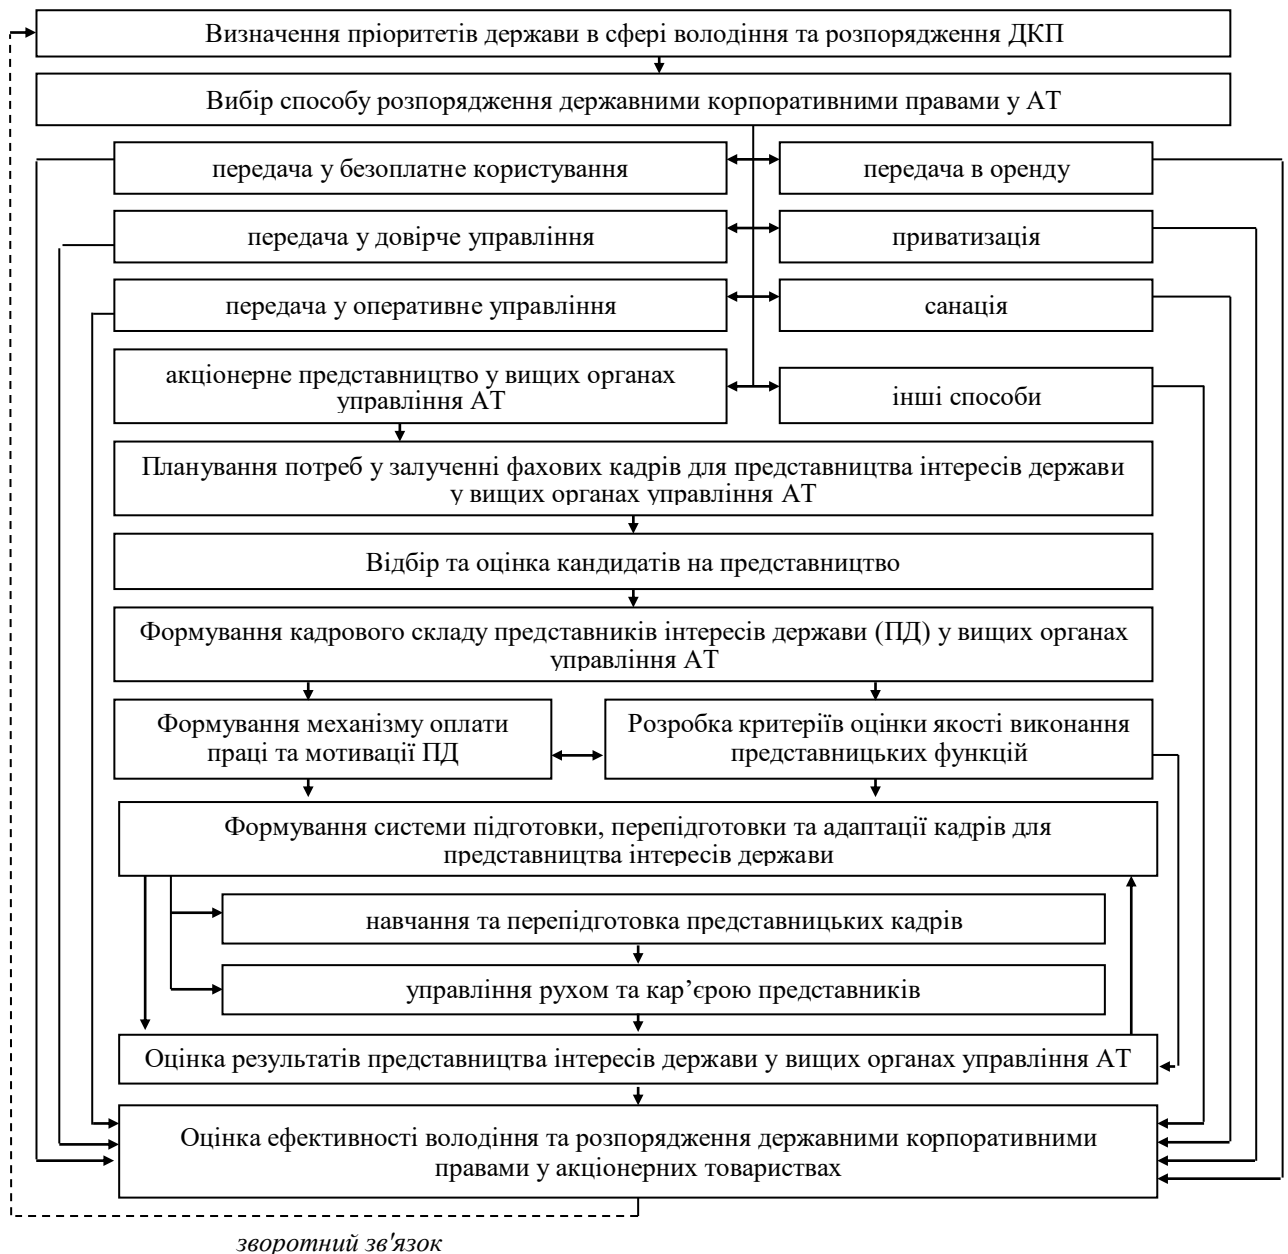 Визначення пріоритетів держави в сфері володіння та розпорядження ДКП
Вибір способу розпорядження державними корпоративними правами у АТ
передача у безоплатне користування
передача в оренду
передача у довірче управління
приватизація
передача у оперативне управління
санація
акціонерне представництво у вищих органах
управління АТ
інші способи
Планування потреб у залученні фахових кадрів для представництва інтересів держави
у вищих органах управління АТ
Відбір та оцінка кандидатів на представництво
Формування кадрового складу представників інтересів держави (ПД) у вищих органах
управління АТ
Формування механізму оплати
праці та мотивації ПД
Розробка критеріїв оцінки якості виконання
представницьких функцій
Формування системи підготовки, перепідготовки та адаптації кадрів для
представництва інтересів держави
навчання та перепідготовка представницьких кадрів
управління рухом та кар’єрою представників
Оцінка результатів представництва інтересів держави у вищих органах управління АТ
Оцінка ефективності володіння та розпорядження державними корпоративними
правами у акціонерних товариствах
зворотний зв'язок